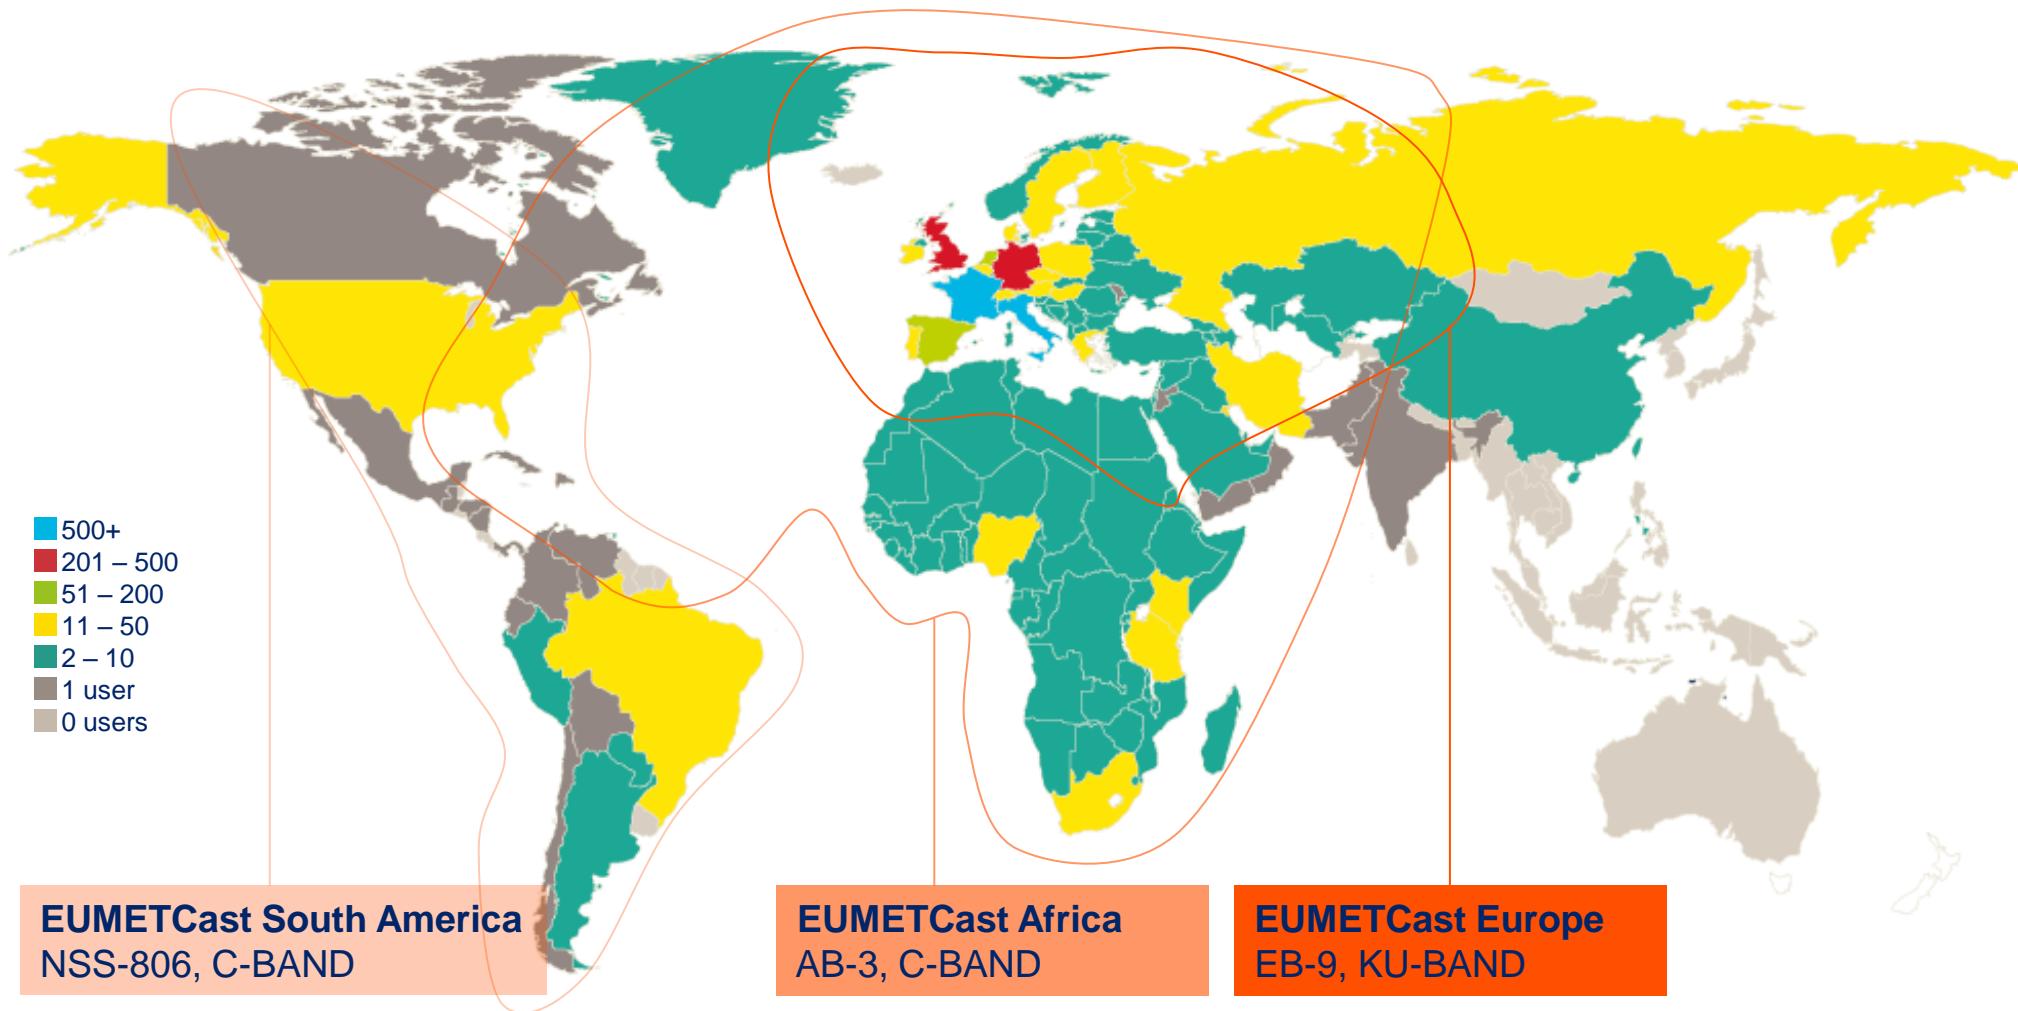 500+
201 – 500
51 – 200
11 – 50
2 – 10
1 user
0 users
EUMETCast South America
NSS-806, C-BAND
EUMETCast Africa
AB-3, C-BAND
EUMETCast Europe
EB-9, KU-BAND